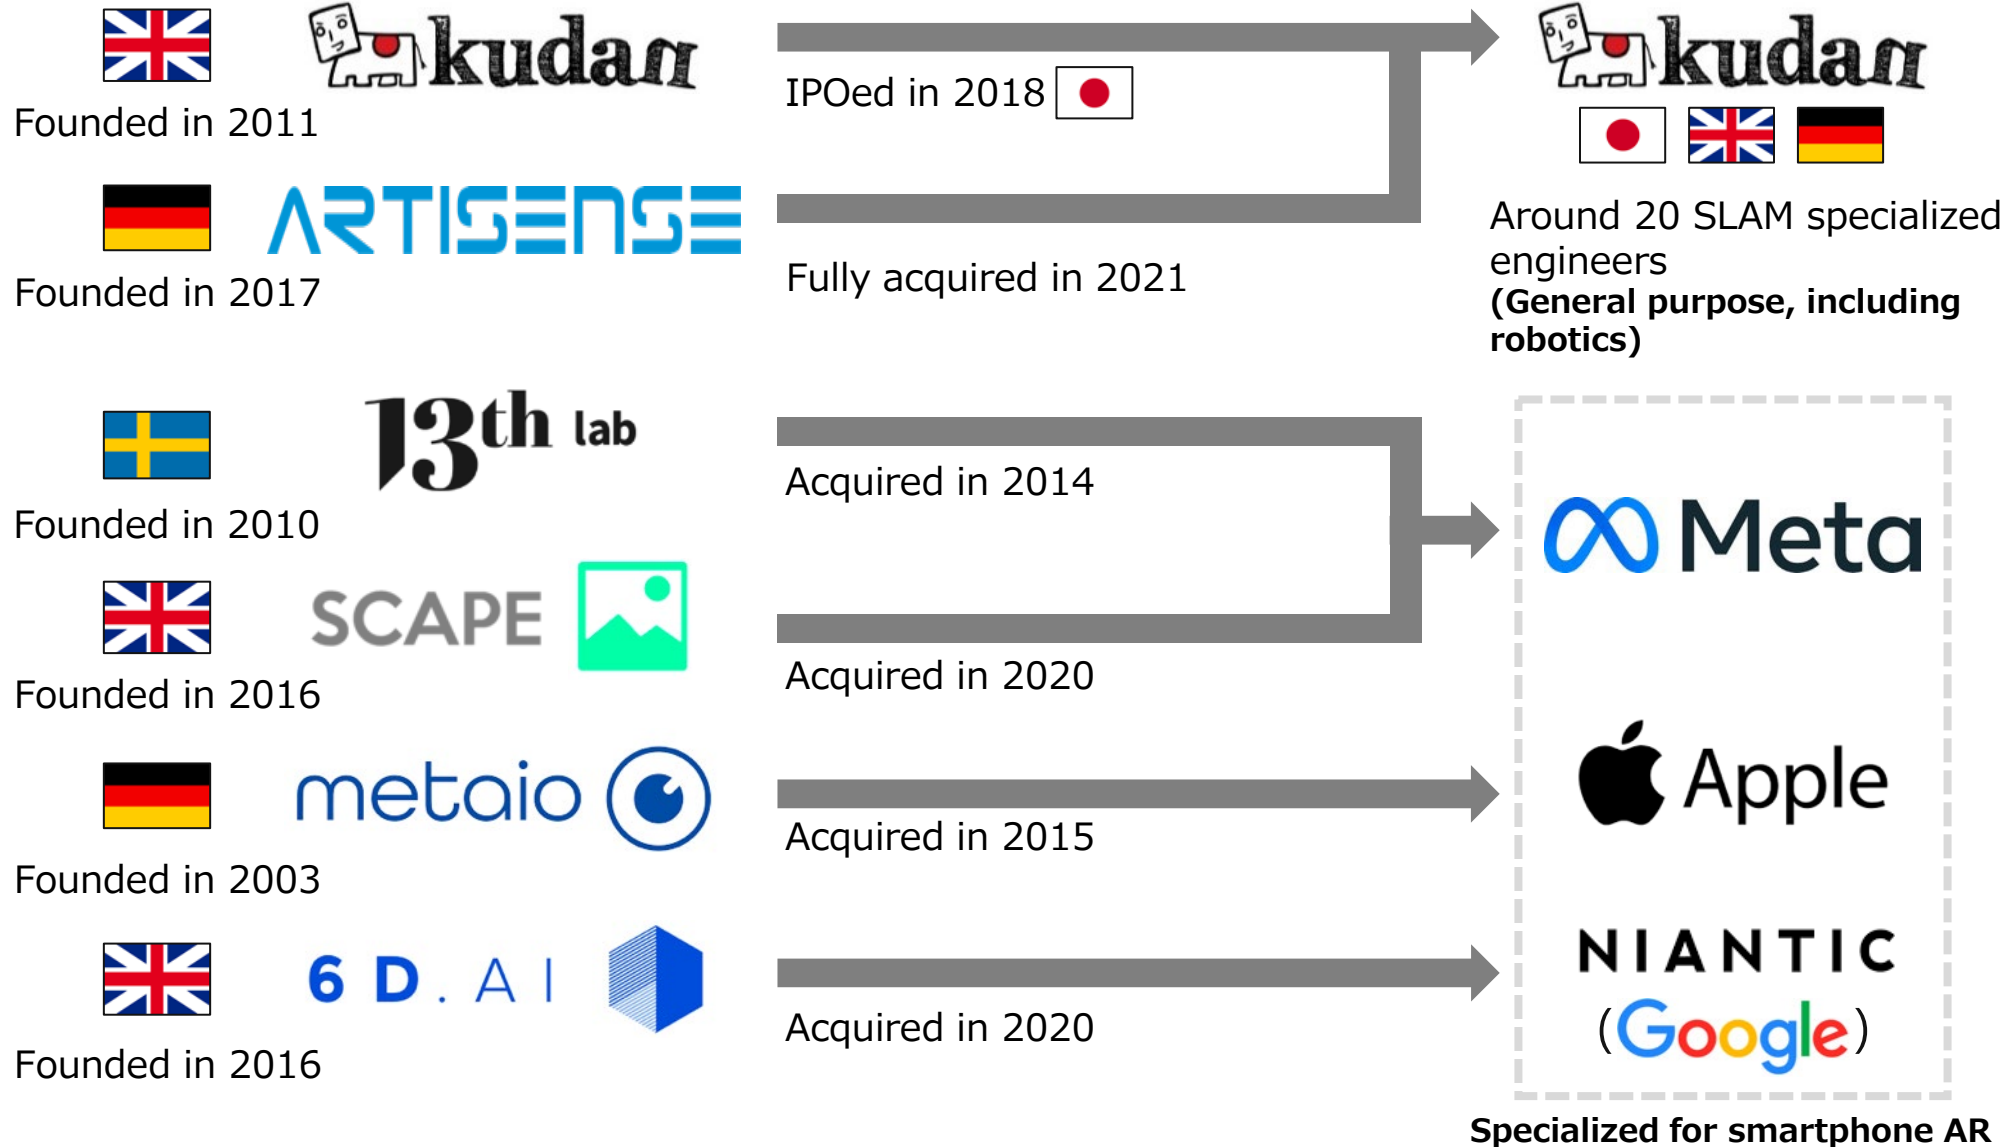 kudan
Founded in 2011
IPOed in 2018
kudan
ARTISENSE
Founded in 2017
Fully acquired in 2021
Around 20 SLAM specialized
engineers
(General purpose, including
robotics)
13th lab
Founded in 2010
Acquired in 2014
SCAPE
Founded in 2016
Acquired in 2020
Meta
metaio
Founded in 2003
Acquired in 2015
Apple
6D.AI
Founded in 2016
Acquired in 2020
NIANTIC
(Google)
Specialized for smartphone AR